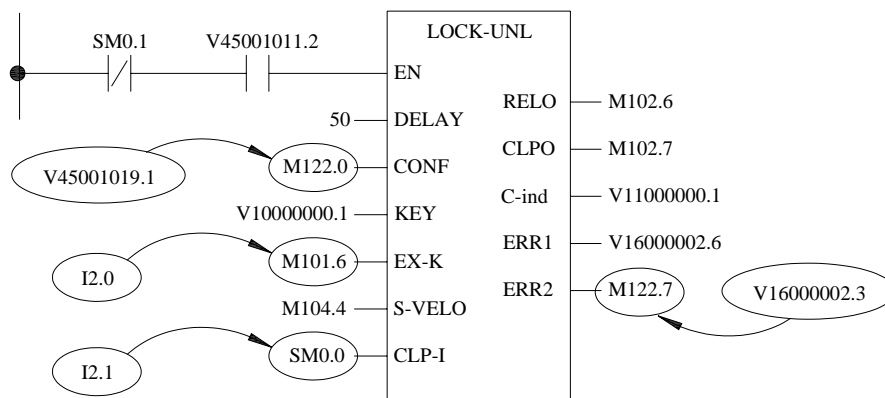 LOCK-UNL
SM0.1
V45001011.2
EN
RELO
M102.6
50
DELAY
CLPO
M102.7
V45001019.1
M122.0
CONF
C-ind
V11000000.1
V10000000.1
KEY
ERR1
V16000002.6
I2.0
M101.6
EX-K
ERR2
M122.7
V16000002.3
M104.4
S-VELO
I2.1
SM0.0
CLP-I